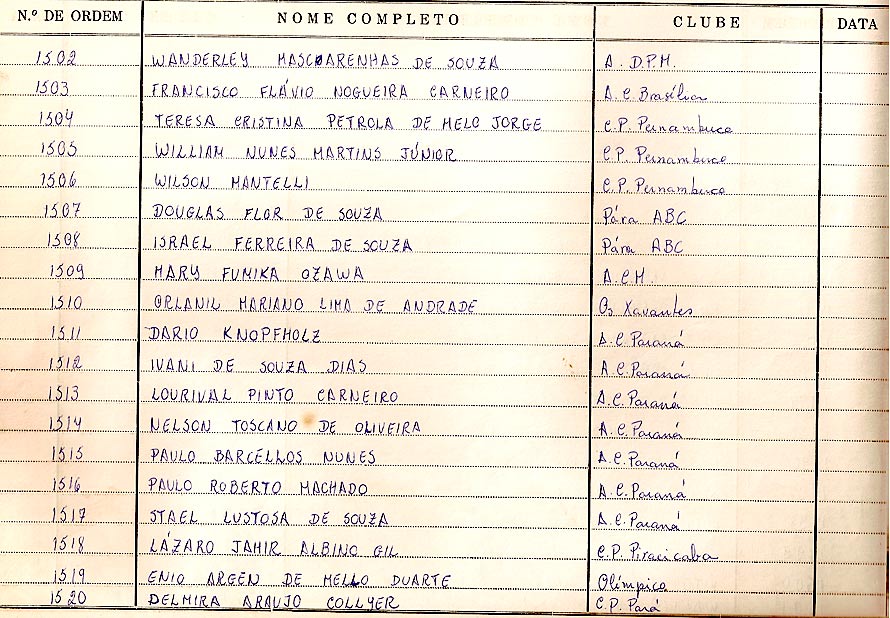 N.º DE ORDEM NOME COMPLETO CLUBE DATA
1502 WANDERLEY MASCARENHAS DE SOUZA A. D.P.M.
1503 FRANCISCO FLÁVIO NOGUEIRA CARNEIRO A.C. Brasília
1504 TERESA CRISTINA PETROLA DE MELO JORGE C.P. Pernambuco
1505 WILLIAM NUNES MARTINS JÚNIOR C.P. Pernambuco
1506 WILSON MANTELLI C.P. Pernambuco
1507 DOUGLAS FLOR DE SOUZA Pára ABC
1508 ISRAEL FERREIRA DE SOUZA Pára ABC
1509 MARY FUMIKA OZAWA A.C.M.
1510 ORLANIL MARIANO LIMA DE ANDRADE Os Xavantes
1511 DARIO KNOPFHOLZ A.C. Paraná
1512 IVANI DE SOUZA DIAS A.C. Paraná
1513 LOURIVAL PINTO CARNEIRO A.C. Paraná
1514 NELSON TOSCANO DE OLIVEIRA A.C. Paraná
1515 PAULO BARCELLOS NUNES A.C. Paraná
1516 PAULO ROBERTO MACHADO A.C. Paraná
1517 STAEL LUSTOSA DE SOUZA A.C. Paraná
1518 LÁZARO JAMIR ALBINO GIL C.P. Piracicaba
1519 ENIO ARGEN DE MELLO DUARTE Olímpico
1520 DELMIRA ARAUJO COLLYER C.P. Pará